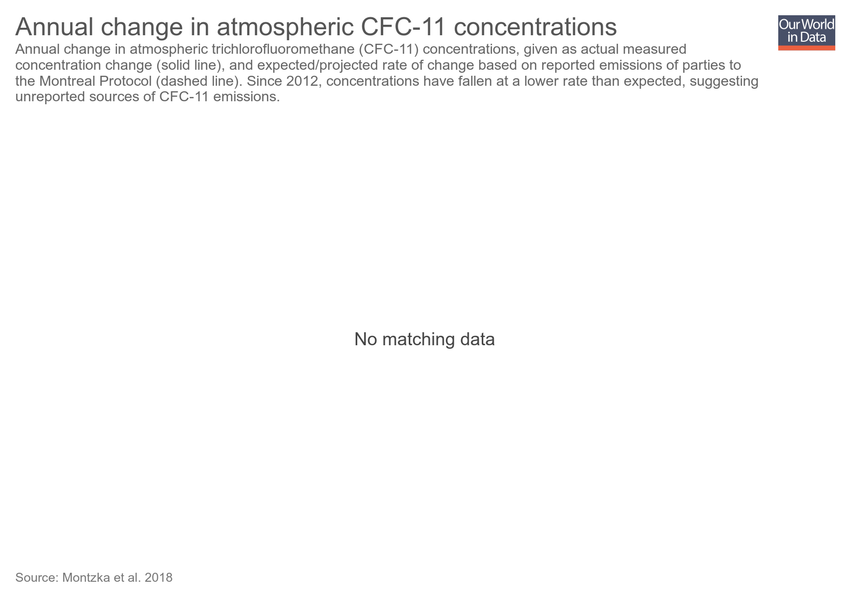 Annual change in atmospheric CFC-11 concentrations
Our World
in Data
Annual change in atmospheric trichlorofluoromethane (CFC-11) concentrations, given as actual measured
concentration change (solid line), and expected/projected rate of change based on reported emissions of parties to
the Montreal Protocol (dashed line). Since 2012, concentrations have fallen at a lower rate than expected, suggesting
unreported sources of CFC-11 emissions.
No matching data
Source: Montzka et al. 2018